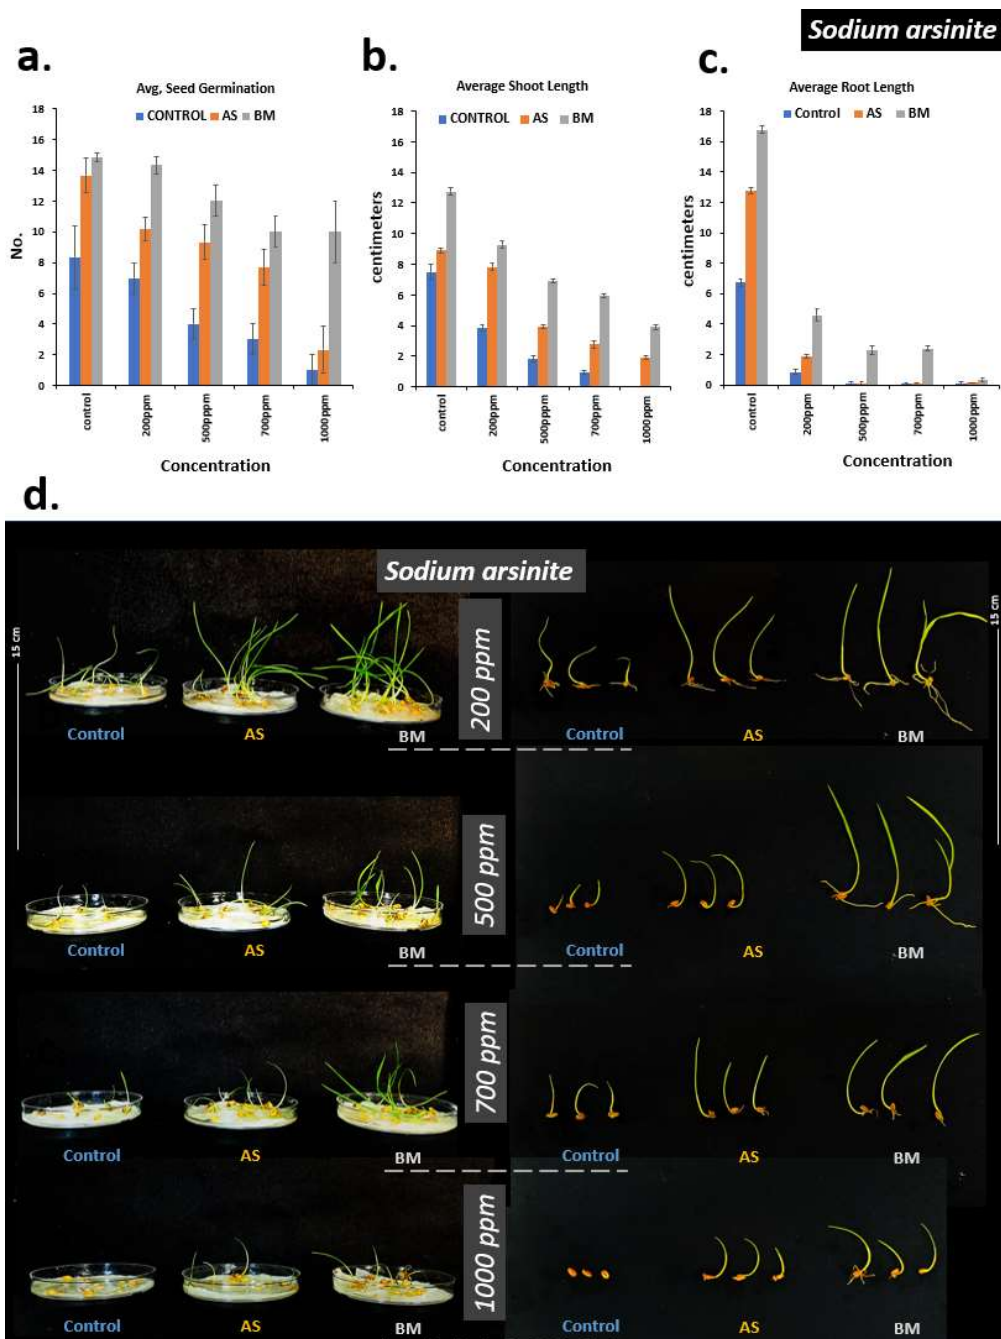 Sodium arsinite
a.
Avg, Seed Germination
CONTROL AS BM
18
16
14
12
10
8
6
4
2
0
No.
control
200ppm
500pppm
700ppm
1000ppm
Concentration
b.
Average Shoot Length
CONTROL AS BM
18
16
14
12
10
8
6
4
2
0
centimeters
control
200ppm
500pppm
700ppm
1000ppm
Concentration
c.
Average Root Length
Control AS BM
18
16
14
12
10
8
6
4
2
0
centimeters
control
200ppm
500pppm
700ppm
1000ppm
Concentration
d.
Sodium arsinite
15 cm
15 cm
200 ppm
Control AS BM
Control AS BM
500 ppm
Control AS BM
Control AS BM
700 ppm
Control AS BM
Control AS BM
1000 ppm
Control AS BM
Control AS BM